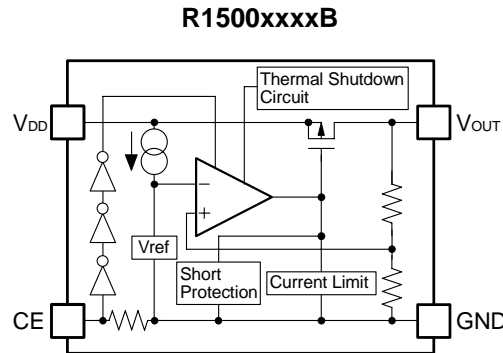 R1500xxxxB
Thermal Shutdown
Circuit
VDD
VOUT
−
+
Vref
Short
Protection
Current Limit
CE
GND